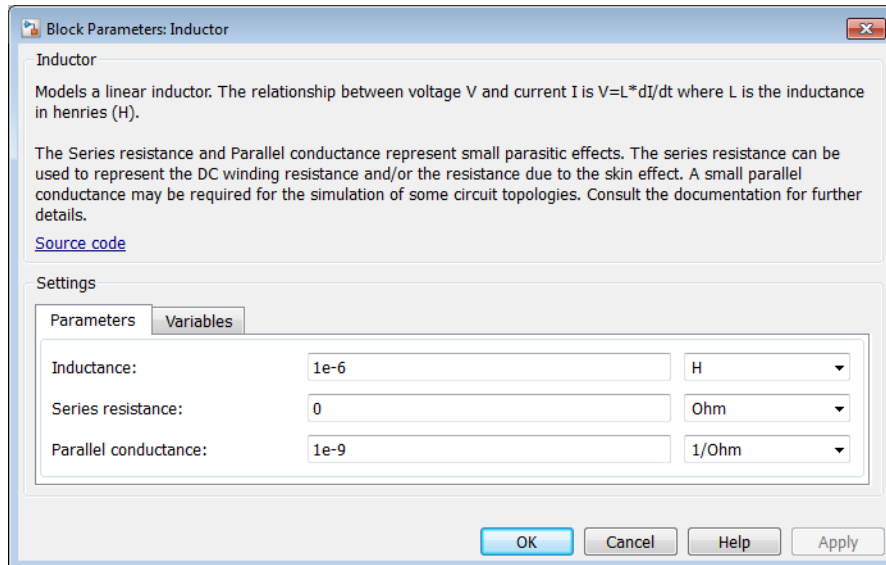 Block Parameters: Inductor
Inductor
Models a linear inductor. The relationship between voltage V and current I is V=L*dI/dt where L is the inductance
in henries (H).
The Series resistance and Parallel conductance represent small parasitic effects. The series resistance can be
used to represent the DC winding resistance and/or the resistance due to the skin effect. A small parallel
conductance may be required for the simulation of some circuit topologies. Consult the documentation for further
details.
Source code
Settings
Parameters Variables
Inductance: 1e-6 H
Series resistance: 0 Ohm
Parallel conductance: 1e-9 1/Ohm
OK Cancel Help Apply